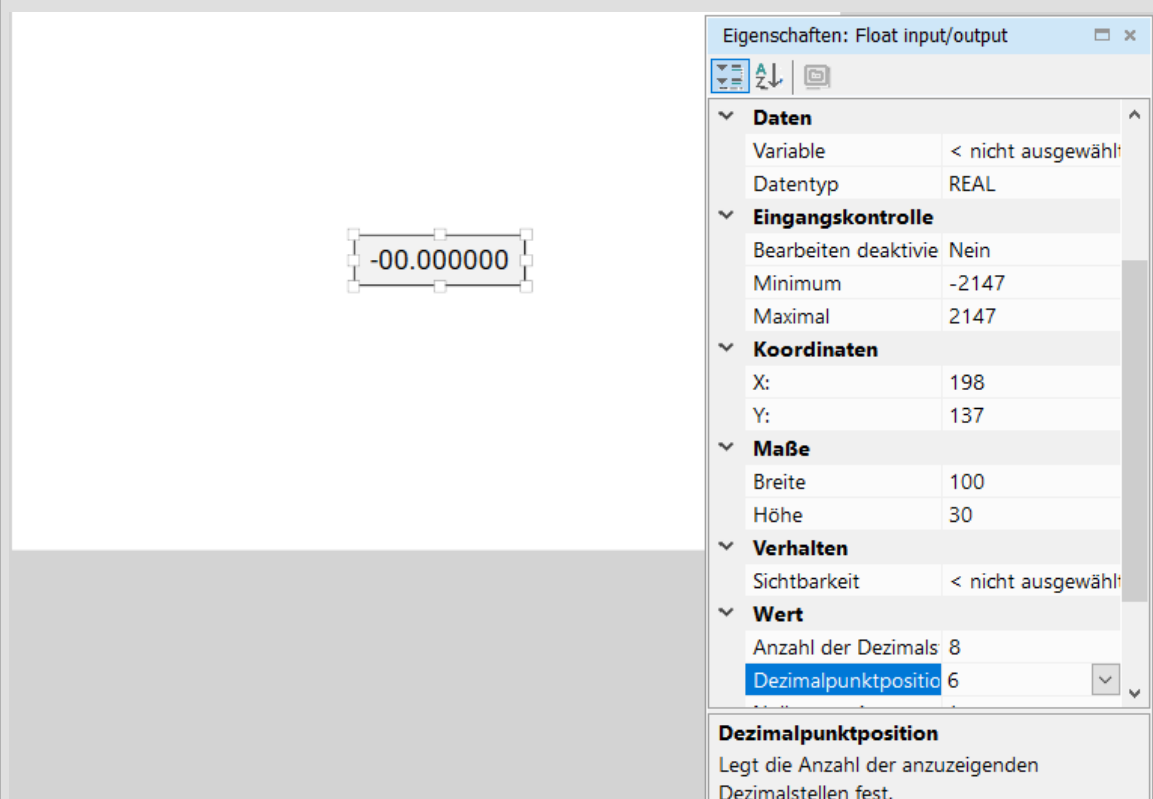 Eigenschaften: Float input/output
Daten
Variable < nicht ausgewählt
Datentyp REAL
Eingangskontrolle
Bearbeiten deaktivie Nein
Minimum -2147
Maximal 2147
Koordinaten
X: 198
Y: 137
Maße
Breite 100
Höhe 30
Verhalten
Sichtbarkeit < nicht ausgewählt
Wert
Anzahl der Dezimals 8
Dezimalpunktpositio 6
Dezimalpunktposition
Legt die Anzahl der anzuzeigenden
Dezimalstellen fest.
-00.000000